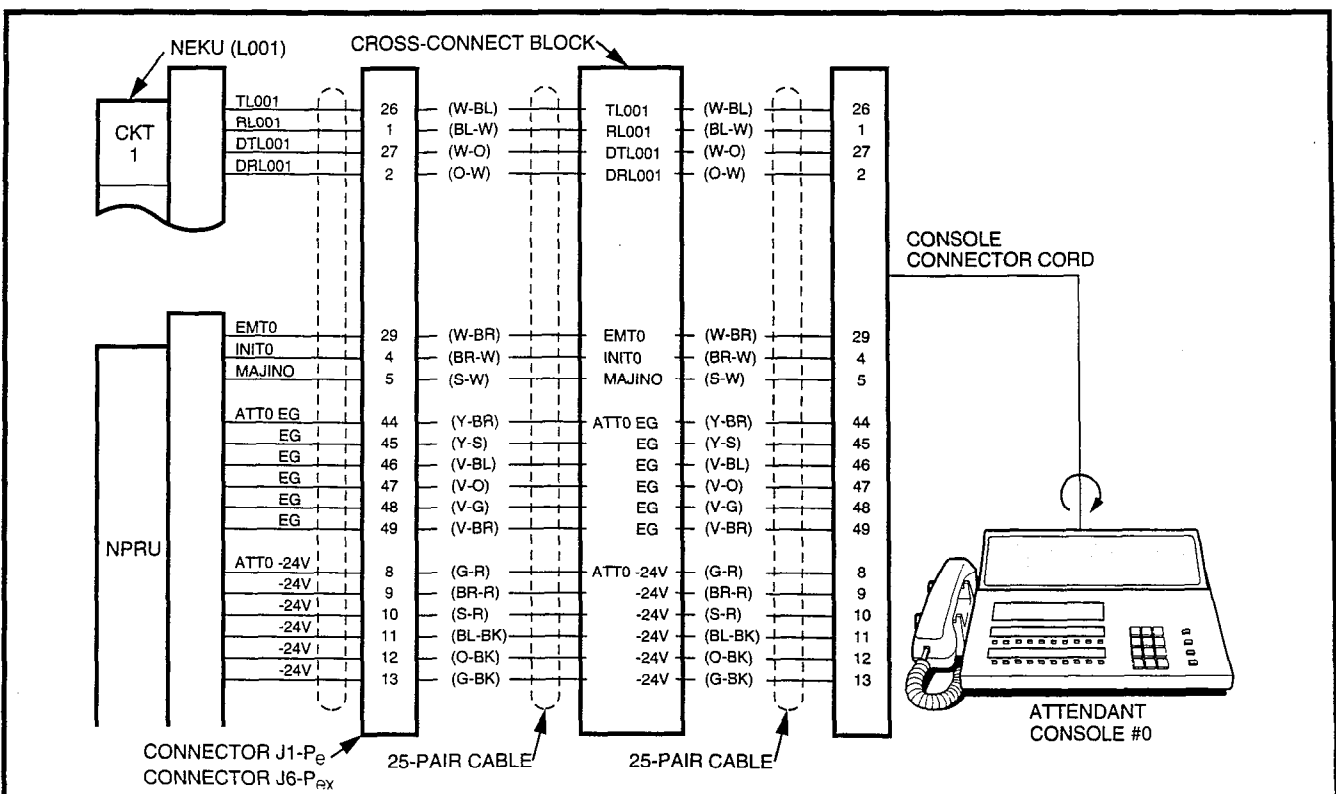 NEKU (L001) CROSS-CONNECT BLOCK
TL001 26 (W-BL) TL001 (W-BL) 26
CKT 1
RL001 1 (BL-W) RL001 (BL-W) 1
DTL001 27 (W-O) DTL001 (W-O) 27
DRL001 2 (O-W) DRL001 (O-W) 2
CONSOLE
CONNECTOR CORD
EMT0 29 (W-BR) EMT0 (W-BR) 29
INIT0 4 (BR-W) INIT0 (BR-W) 4
MAJINO 5 (S-W) MAJINO (S-W) 5
ATT0 EG 44 (Y-BR) ATT0 EG (Y-BR) 44
EG 45 (Y-S) EG (Y-S) 45
EG 46 (V-BL) EG (V-BL) 46
EG 47 (V-O) EG (V-O) 47
EG 48 (V-G) EG (V-G) 48
EG 49 (V-BR) EG (V-BR) 49
NPRU
ATT0 -24V 8 (G-R) ATT0 -24V (G-R) 8
-24V 9 (BR-R) -24V (BR-R) 9
-24V 10 (S-R) -24V (S-R) 10
-24V 11 (BL-BK) -24V (BL-BK) 11
-24V 12 (O-BK) -24V (O-BK) 12
-24V 13 (G-BK) -24V (G-BK) 13
ATTENDANT
CONSOLE #0
CONNECTOR J1-Pe
CONNECTOR J6-Pex
25-PAIR CABLE 25-PAIR CABLE